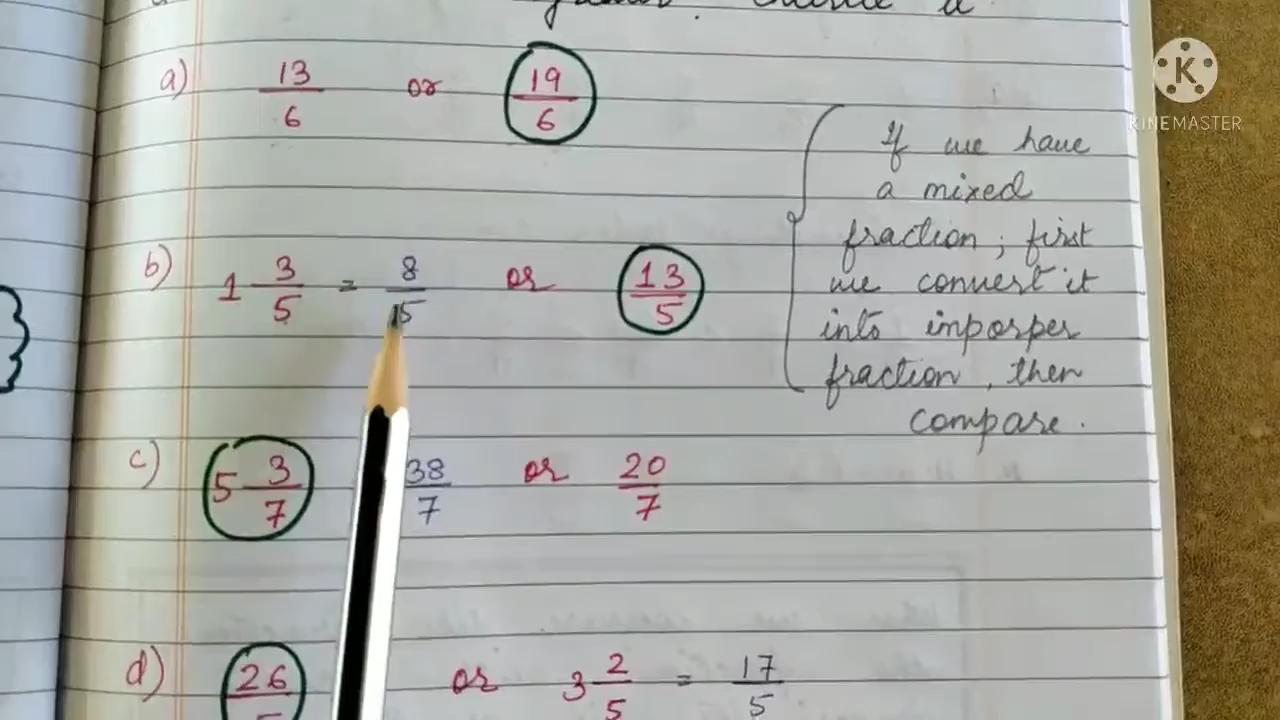 a) 13/6 or 19/6
b) 1 3/5 = 8/5 or 13/5
c) 5 3/7 38/7 or 20/7
d) 26 or 3 2/5 = 17/5
If we have
a mixed
fraction; first
we convert it
into imporper
fraction, then
compare.
K
KINEMASTER